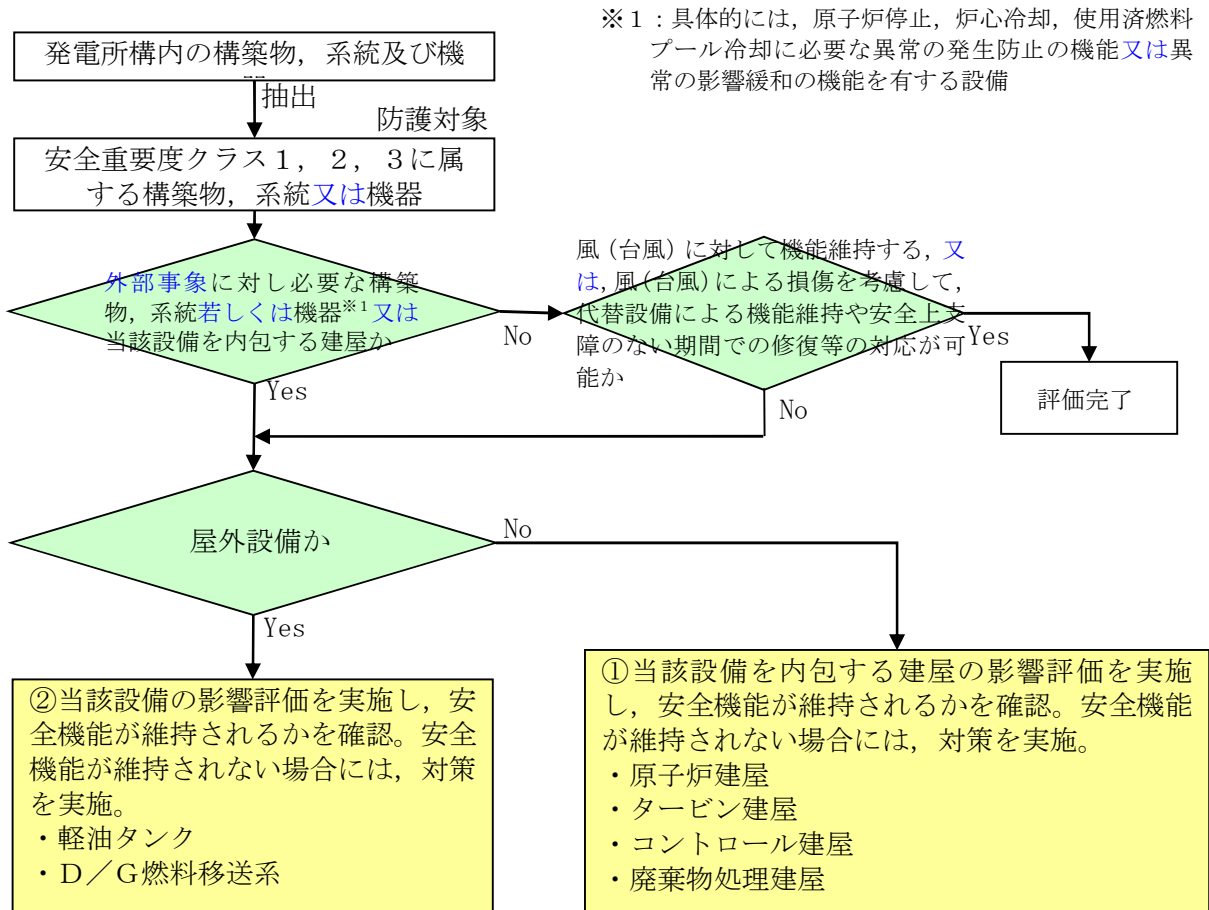 ※１：具体的には，原子炉停止，炉心冷却，使用済燃料
プール冷却に必要な異常の発生防止の機能又は異
常の影響緩和の機能を有する設備
発電所構内の構築物，系統及び機
抽出
防護対象
安全重要度クラス１，２，３に属
する構築物，系統又は機器
外部事象に対し必要な構築
物，系統若しくは機器※1又は
当該設備を内包する建屋か
No
風（台風）に対して機能維持する，又
は，風（台風）による損傷を考慮して，
代替設備による機能維持や安全上支
障のない期間での修復等の対応が可
能か
Yes
評価完了
Yes
No
屋外設備か
No
Yes
②当該設備の影響評価を実施し，安
全機能が維持されるかを確認。安全
機能が維持されない場合には，対策
を実施。
・軽油タンク
・Ｄ／Ｇ燃料移送系
①当該設備を内包する建屋の影響評価を実施
し，安全機能が維持されるかを確認。安全機能
が維持されない場合には，対策を実施。
・原子炉建屋
・タービン建屋
・コントロール建屋
・廃棄物処理建屋